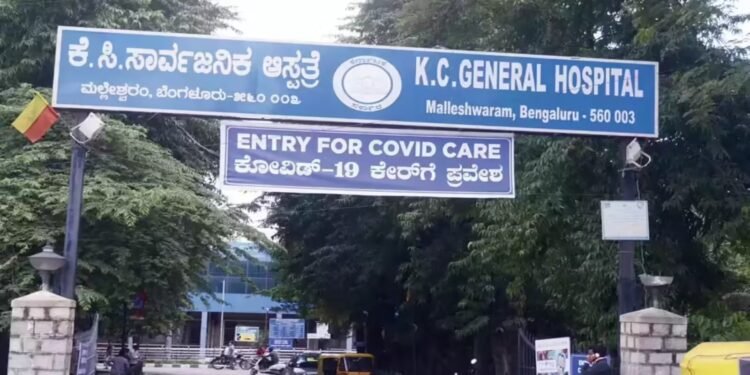 ಕೆ.ಸಿ.ಸಾರ್ವಜನಿಕ ಆಸ್ಪತ್ರೆ
ಮಲ್ಲೇಶ್ವರಂ, ಬೆಂಗಳೂರು-೫೬೦ ೦೦೩
K.C.GENERAL HOSPITAL
Malleshwaram, Bengaluru - 560 003
ENTRY FOR COVID CARE
ಕೋವಿಡ್-19 ಕೇರ್‌ಗೆ ಪ್ರವೇಶ